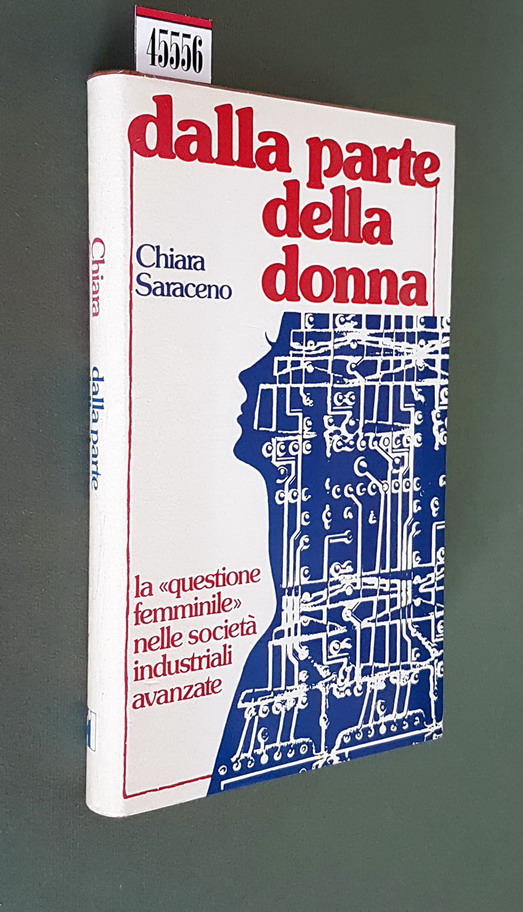 45556
dalla parte
della
donna
Chiara
Saraceno
la «questione
femminile»
nelle società
industriali
avanzate
Chiara
dalla parte